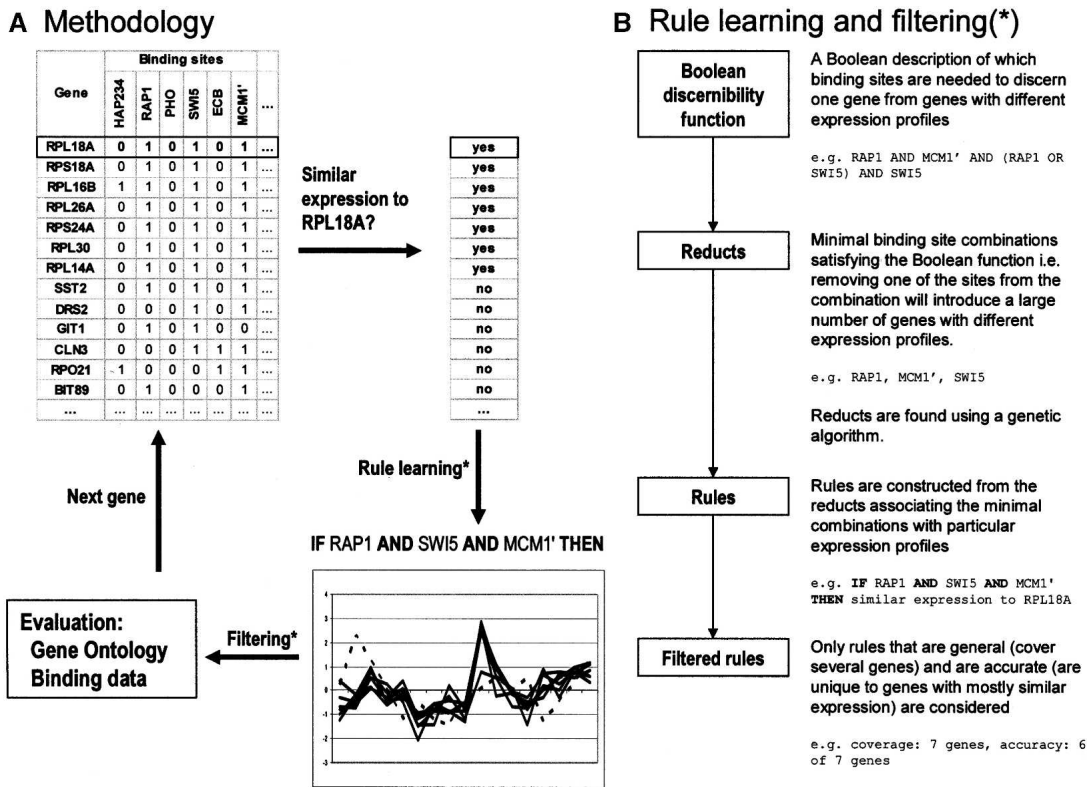 A Methodology
Binding sites
Gene HAP234 RAP1 PHO SWI5 ECB MCM1' ...
RPL18A 0 1 0 1 0 1 ...
RPS18A 0 1 0 1 0 1 ...
RPL16B 1 1 0 1 0 1 ...
RPL26A 0 1 0 1 0 1 ...
RPS24A 0 1 0 1 0 1 ...
RPL30 0 1 0 1 0 1 ...
RPL14A 0 1 0 1 0 1 ...
SST2 0 1 0 1 0 1 ...
DRS2 0 0 0 1 0 1 ...
GIT1 0 1 0 1 0 0 ...
CLN3 0 0 0 1 1 1 ...
RPO21 1 0 0 0 1 1 ...
BIT89 0 1 0 0 0 1 ...
... ... ... ... ... ... ... ...
Similar
expression to
RPL18A?
yes
yes
yes
yes
yes
yes
yes
no
no
no
no
no
no
...
Rule learning*
IF RAP1 AND SWI5 AND MCM1' THEN
4
3
2
1
0
-1
-2
-3
Filtering*
Evaluation:
Gene Ontology
Binding data
Next gene
B Rule learning and filtering(*)
Boolean
discernibility
function
A Boolean description of which
binding sites are needed to discern
one gene from genes with different
expression profiles
e.g. RAP1 AND MCM1' AND (RAP1 OR
SWI5) AND SWI5
Reducts
Minimal binding site combinations
satisfying the Boolean function i.e.
removing one of the sites from the
combination will introduce a large
number of genes with different
expression profiles.
e.g. RAP1, MCM1', SWI5
Reducts are found using a genetic
algorithm.
Rules
Rules are constructed from the
reducts associating the minimal
combinations with particular
expression profiles
e.g. IF RAP1 AND SWI5 AND MCM1'
THEN similar expression to RPL18A
Filtered rules
Only rules that are general (cover
several genes) and are accurate (are
unique to genes with mostly similar
expression) are considered
e.g. coverage: 7 genes, accuracy: 6
of 7 genes